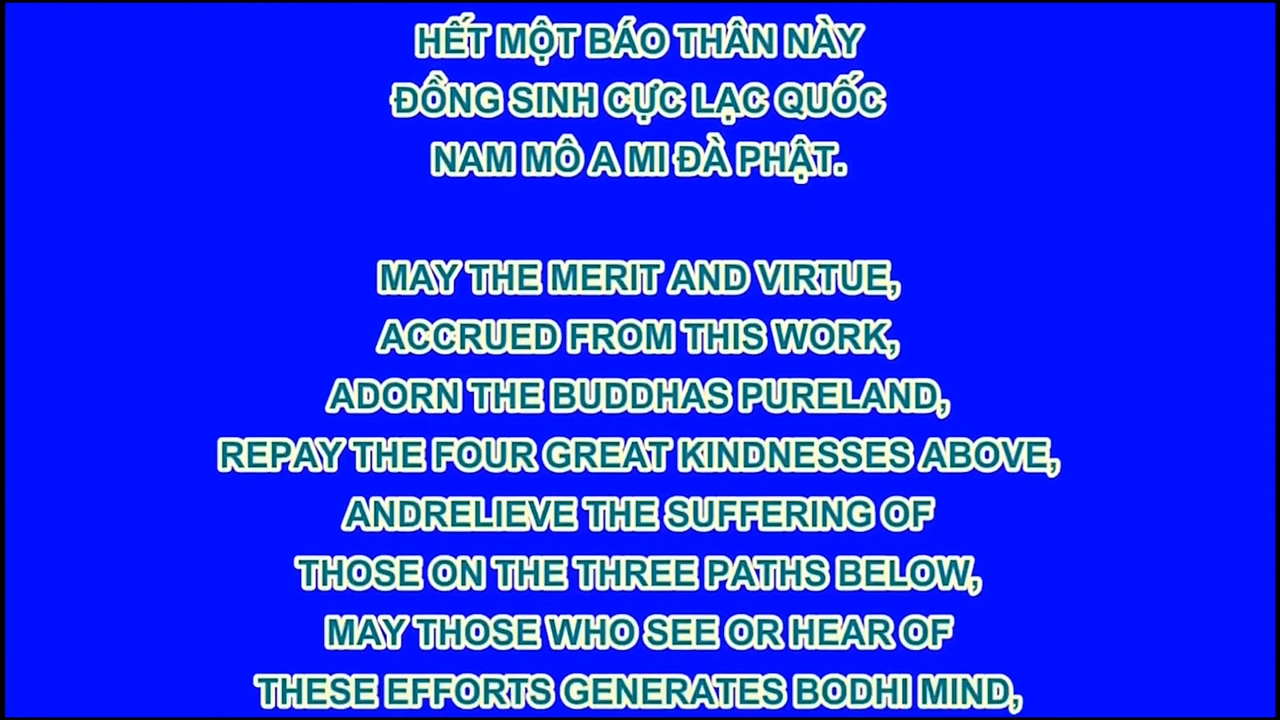 HẾT MỘT BÁO THÂN NÀY
ĐỒNG SINH CỰC LẠC QUỐC
NAM MÔ A MI ĐÀ PHẬT.
MAY THE MERIT AND VIRTUE,
ACCRUED FROM THIS WORK,
ADORN THE BUDDHAS PURELAND,
REPAY THE FOUR GREAT KINDNESSES ABOVE,
ANDRELIEVE THE SUFFERING OF
THOSE ON THE THREE PATHS BELOW,
MAY THOSE WHO SEE OR HEAR OF
THESE EFFORTS GENERATES BODHI MIND,